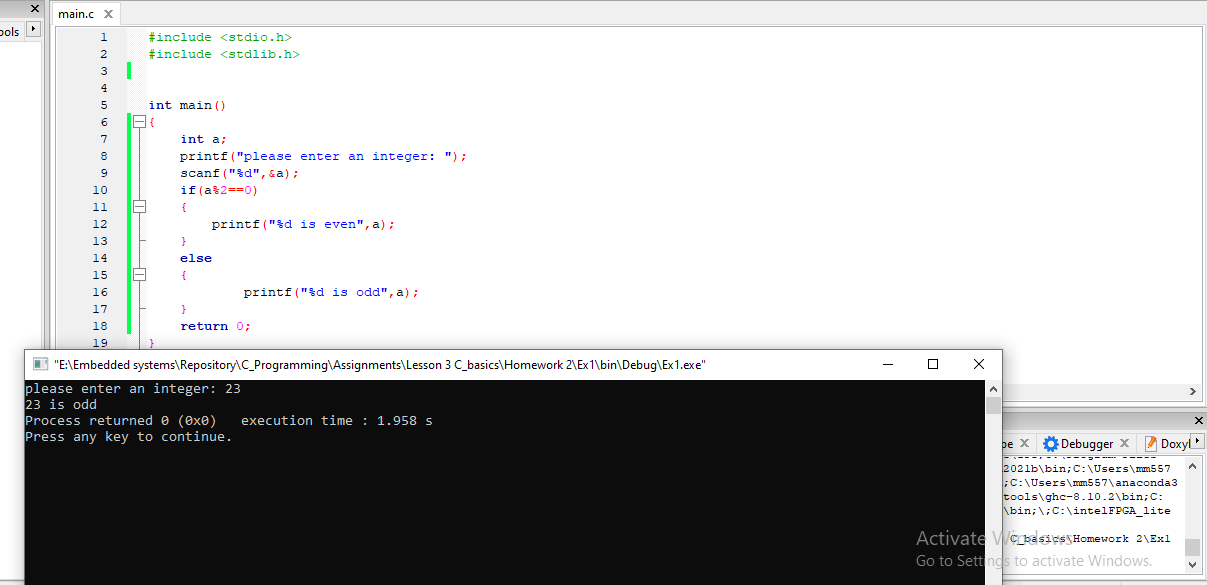 ools
main.c
1 #include <stdio.h>
2 #include <stdlib.h>
3
4
5 int main()
6 {
7 int a;
8 printf("please enter an integer: ");
9 scanf("%d",&a);
10 if(a%2==0)
11 {
12 printf("%d is even",a);
13 }
14 else
15 {
16 printf("%d is odd",a);
17 }
18 return 0;
19 }
"E:\Embedded systems\Repository\C_Programming\Assignments\Lesson 3 C_basics\Homework 2\Ex1\bin\Debug\Ex1.exe"
please enter an integer: 23
23 is odd
Process returned 0 (0x0)   execution time : 1.958 s
Press any key to continue.
pe Debugger Doxyl
2021b\bin;C:\Users\mm557
;C:\Users\mm557\anaconda3
tools\ghc-8.10.2\bin;C:
\bin;\;C:\intelFPGA_lite
C_basics\Homework 2\Ex1
Activate Windows
Go to Settings to activate Windows.